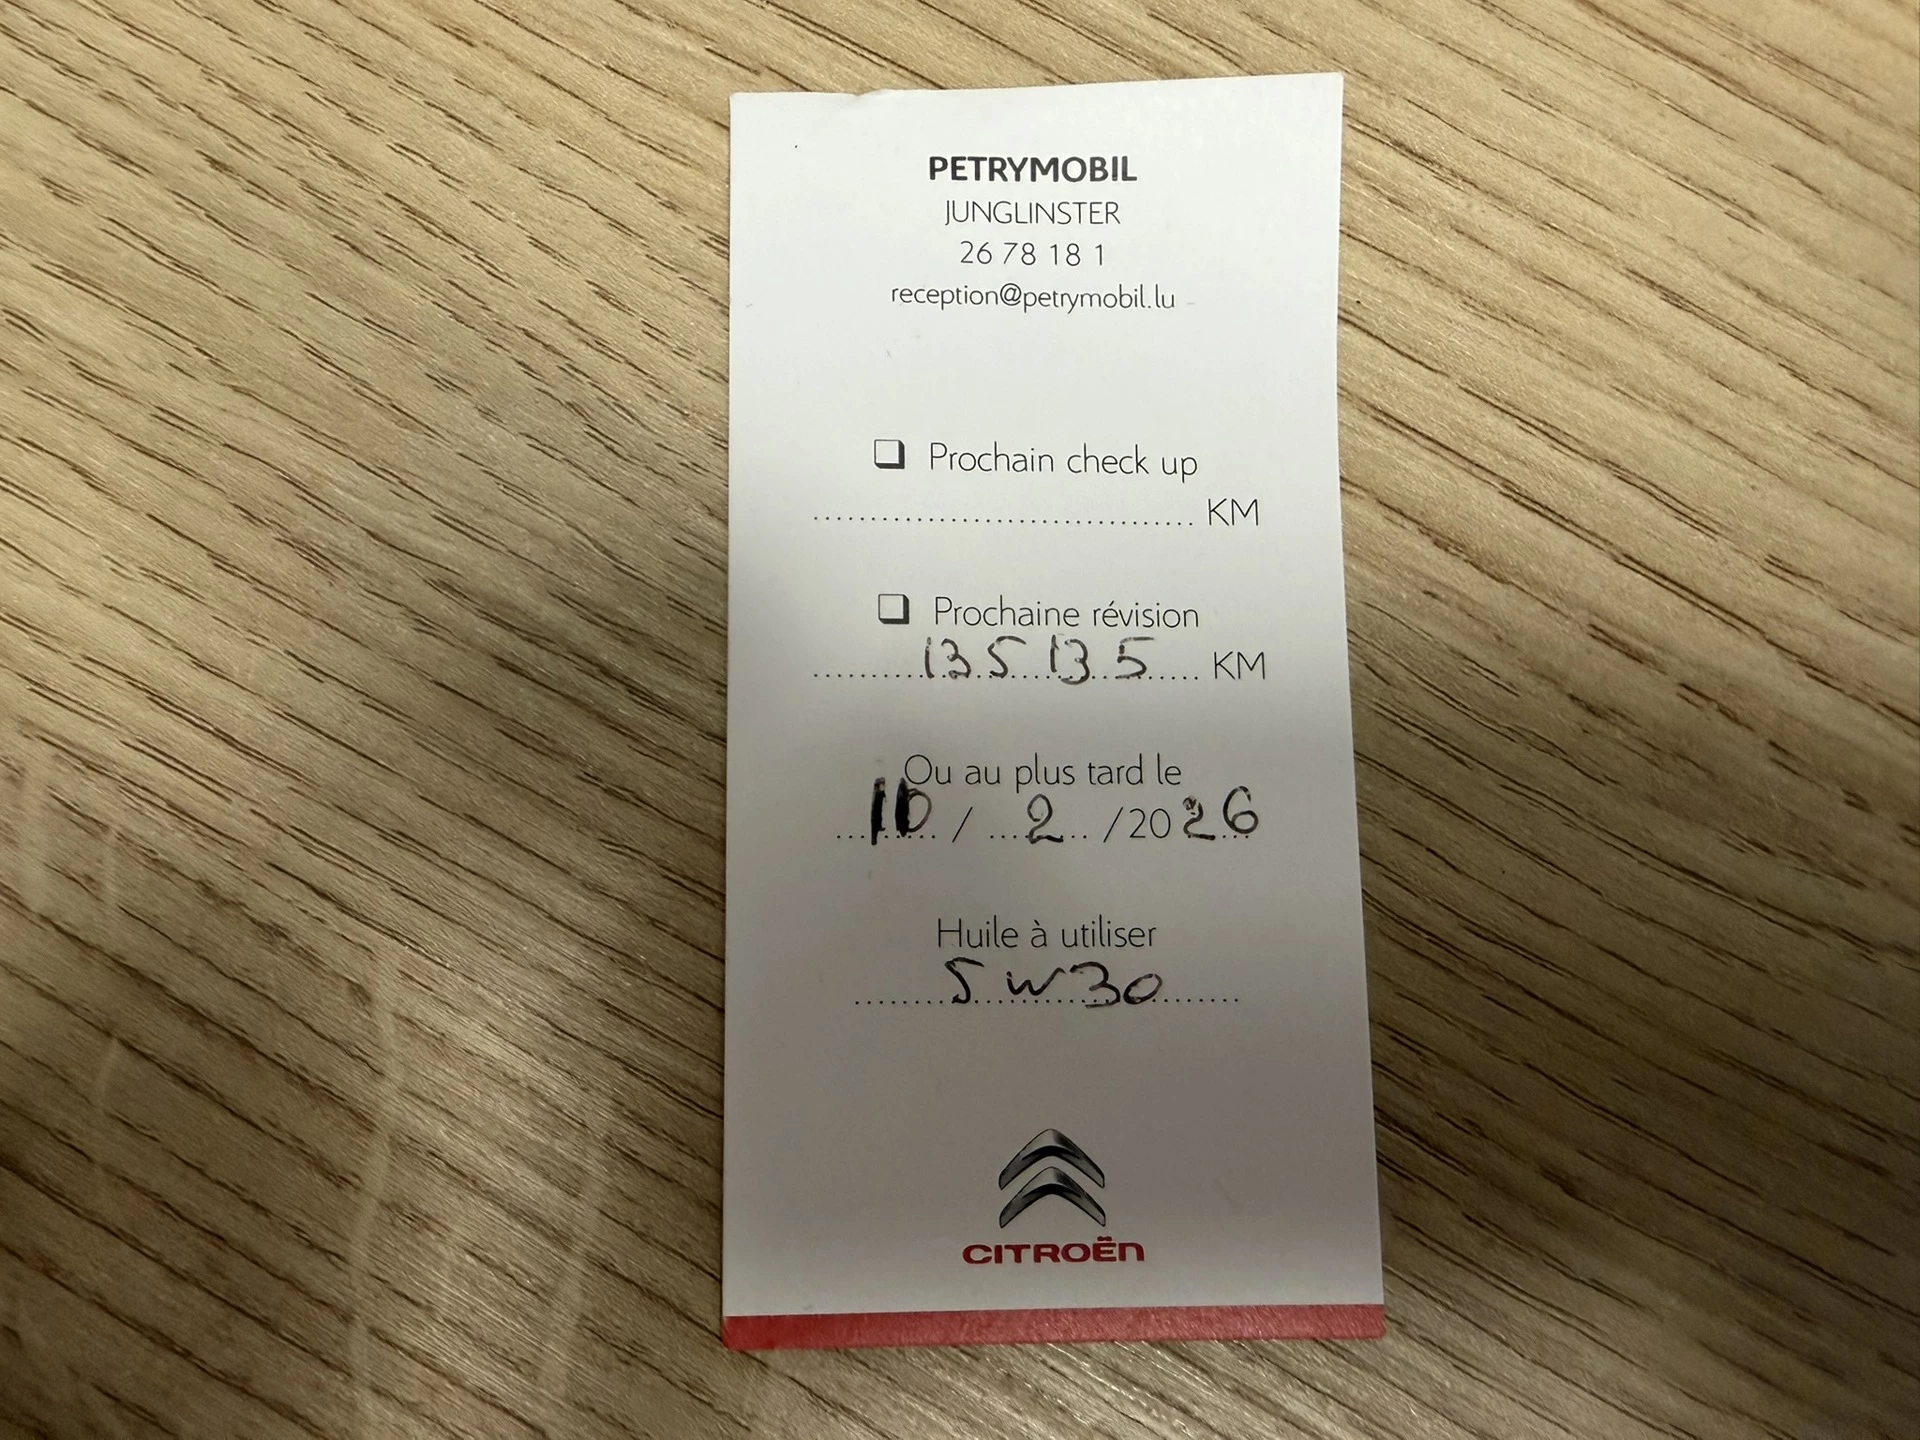 PETRYMOBIL
JUNGLINSTER
26 78 18 1
reception@petrymobil.lu
Prochain check up
................................. KM
Prochaine révision
135135 KM
Ou au plus tard le
10 / 2 /2026
Huile à utiliser
5W30
CITROËN